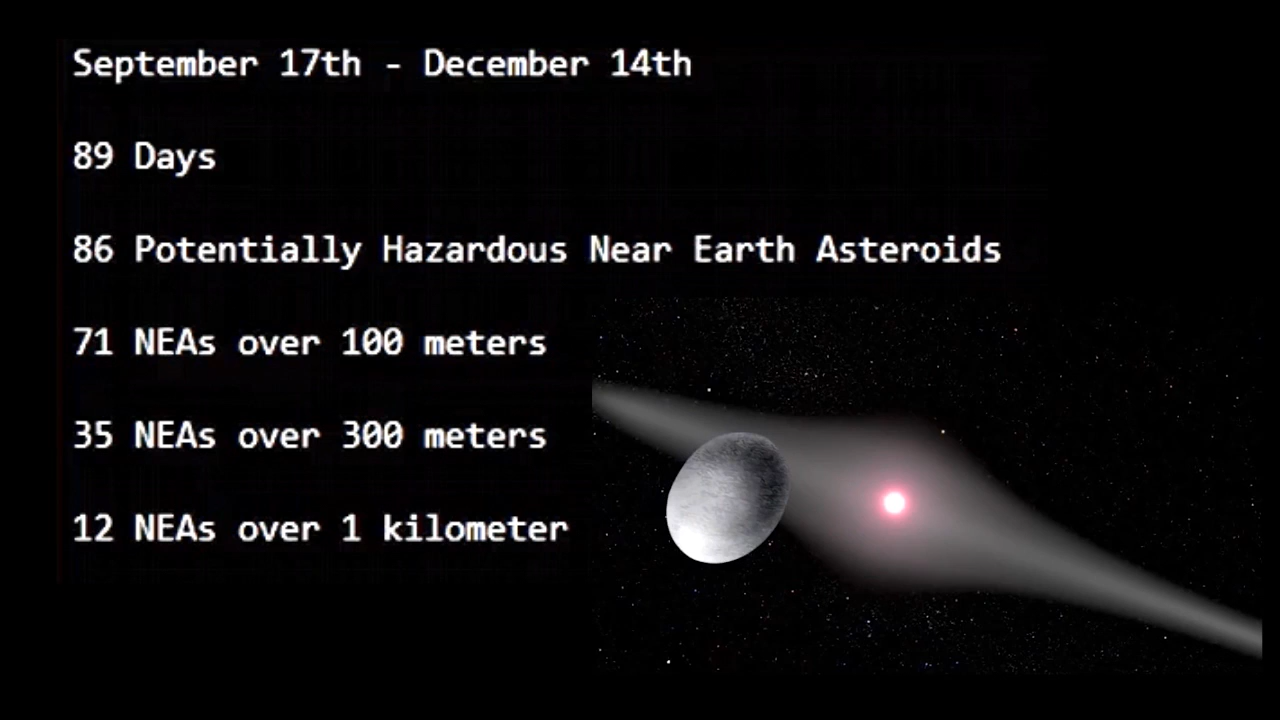 September 17th - December 14th
89 Days
86 Potentially Hazardous Near Earth Asteroids
71 NEAs over 100 meters
35 NEAs over 300 meters
12 NEAs over 1 kilometer